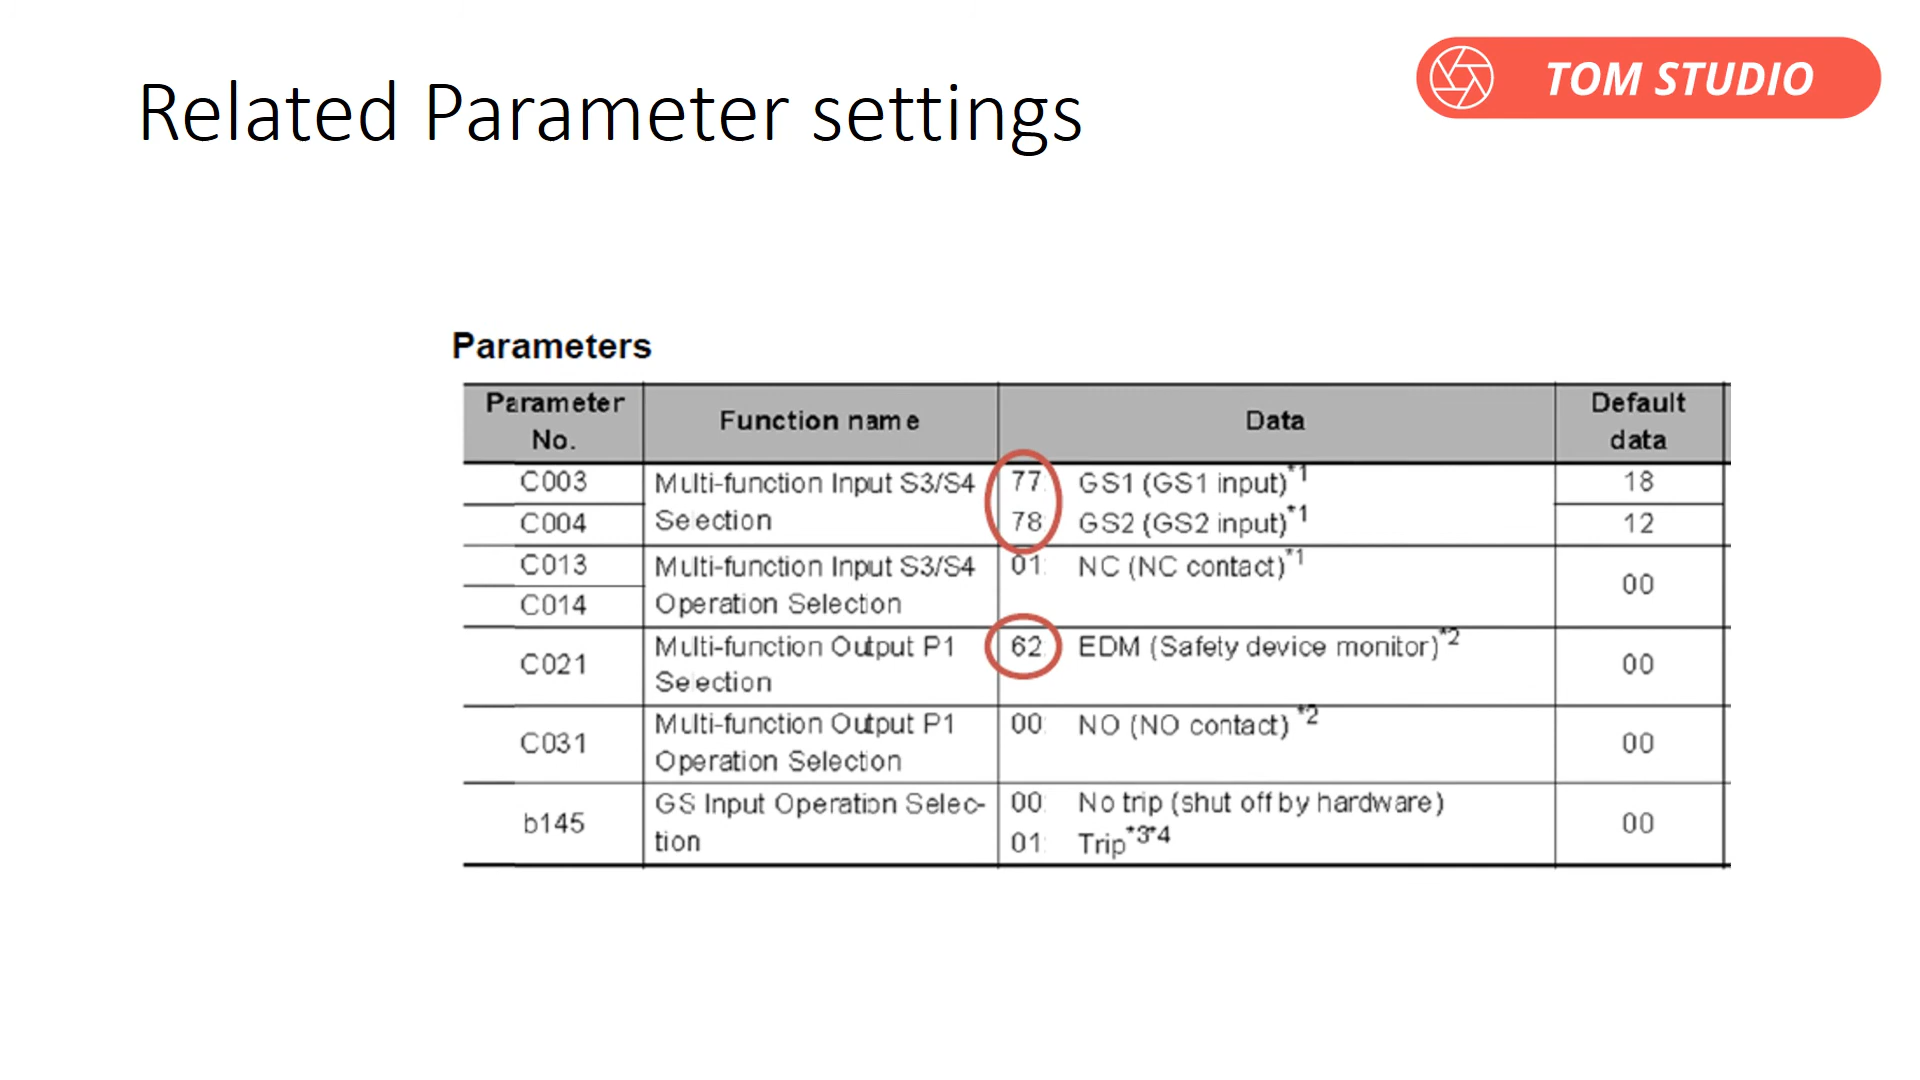 TOM STUDIO
Related Parameter settings
Parameters
Parameter No. Function name Data Default data
C003 Multi-function Input S3/S4 77: GS1 (GS1 input)*1 18
C004 Selection 78: GS2 (GS2 input)*1 12
C013 Multi-function Input S3/S4 01: NC (NC contact)*1 00
C014 Operation Selection
C021 Multi-function Output P1 62: EDM (Safety device monitor)*2 00
Selection
C031 Multi-function Output P1 00: NO (NO contact) *2 00
Operation Selection
b145 GS Input Operation Selec- 00: No trip (shut off by hardware) 00
tion 01: Trip*3*4